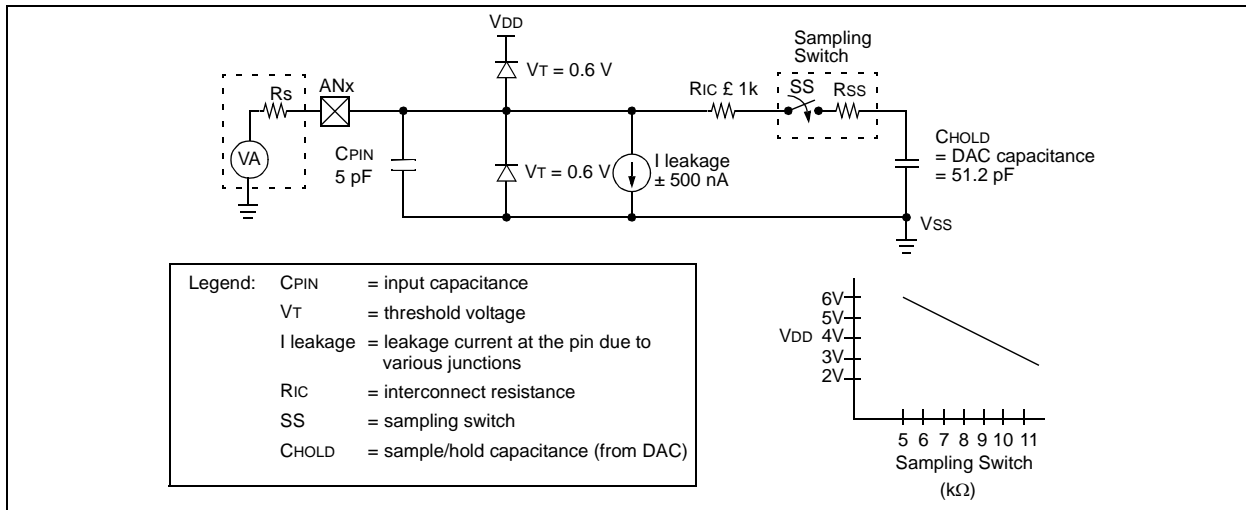 VDD
Sampling
Switch
VT = 0.6 V
Rs
ANx
RIC £ 1k
SS
RSS
VA
CPIN
5 pF
VT = 0.6 V
I leakage
± 500 nA
CHOLD
= DAC capacitance
= 51.2 pF
VSS
Legend: CPIN = input capacitance
VT = threshold voltage
I leakage = leakage current at the pin due to
various junctions
RIC = interconnect resistance
SS = sampling switch
CHOLD = sample/hold capacitance (from DAC)
6V
5V
VDD 4V
3V
2V
5 6 7 8 9 10 11
Sampling Switch
(kΩ)